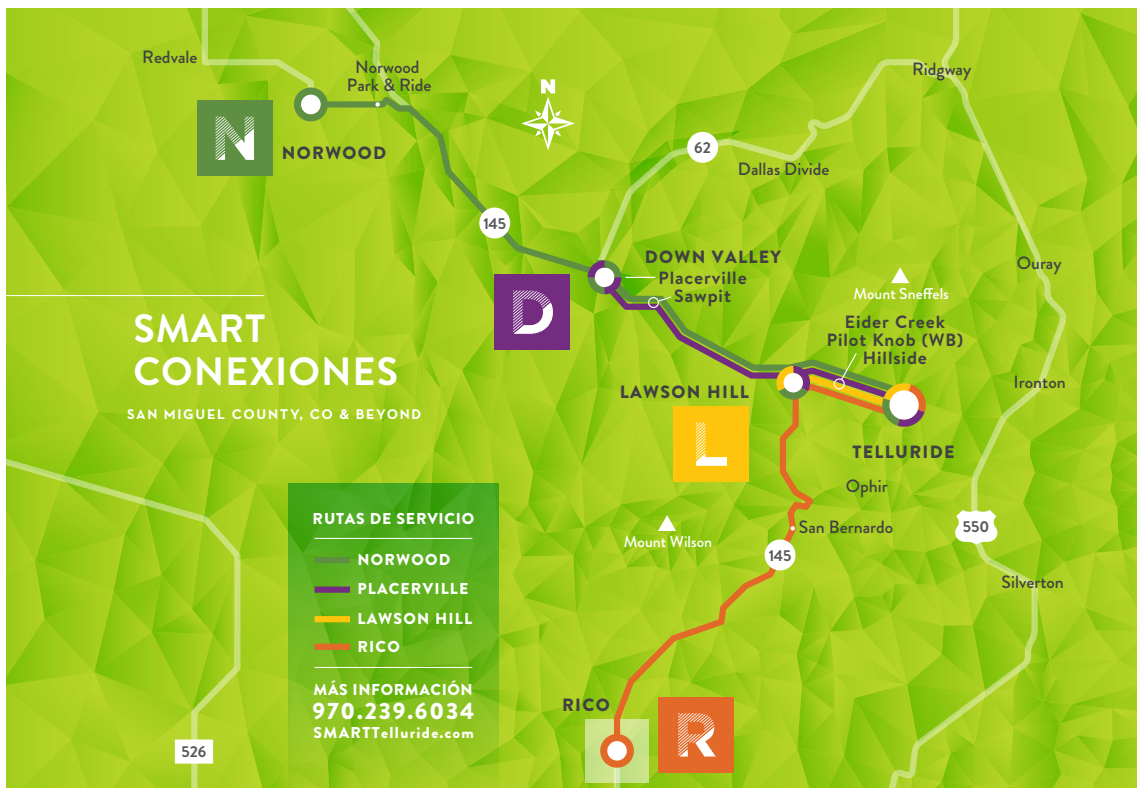 Redvale
Norwood
Park & Ride
N
NORWOOD
N
Ridgway
62
Dallas Divide
145
DOWN VALLEY
Placerville
Sawpit
D
Ouray
Mount Sneffels
SMART
CONEXIONES
SAN MIGUEL COUNTY, CO & BEYOND
Eider Creek
Pilot Knob (WB)
Hillside
LAWSON HILL
L
Ironton
TELLURIDE
Ophir
San Bernardo
550
Mount Wilson
145
Silverton
RUTAS DE SERVICIO
NORWOOD
PLACERVILLE
LAWSON HILL
RICO
MÁS INFORMACIÓN
970.239.6034
SMARTTelluride.com
RICO
R
526